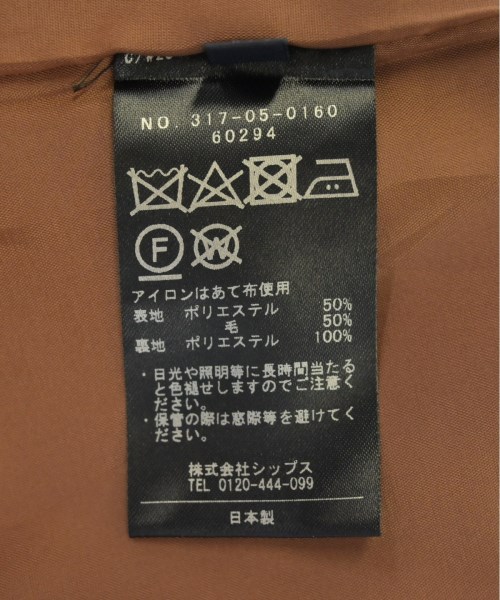 NO. 317-05-0160
60294
F W
アイロンはあて布使用
表地 ポリエステル 50%
毛 50%
裏地 ポリエステル 100%
・日光や照明等に長時間当たる
と色褪せしますのでご注意く
ださい。
・保管の際は窓際等を避けてく
ださい。
株式会社シップス
TEL 0120-444-099
日本製